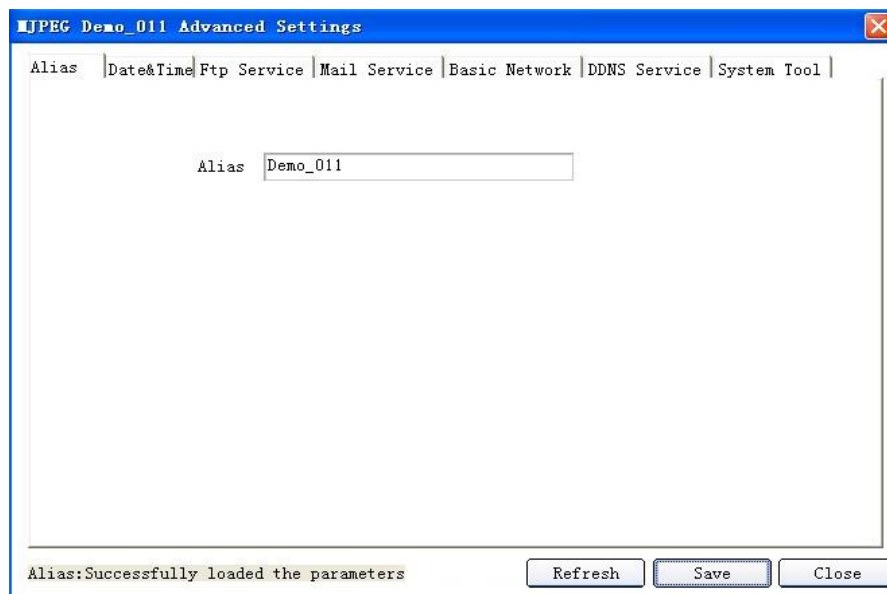 MJPEG Demo_011 Advanced Settings
Alias Date&Time Ftp Service Mail Service Basic Network DDNS Service System Tool
Alias Demo_011
Alias:Successfully loaded the parameters Refresh Save Close